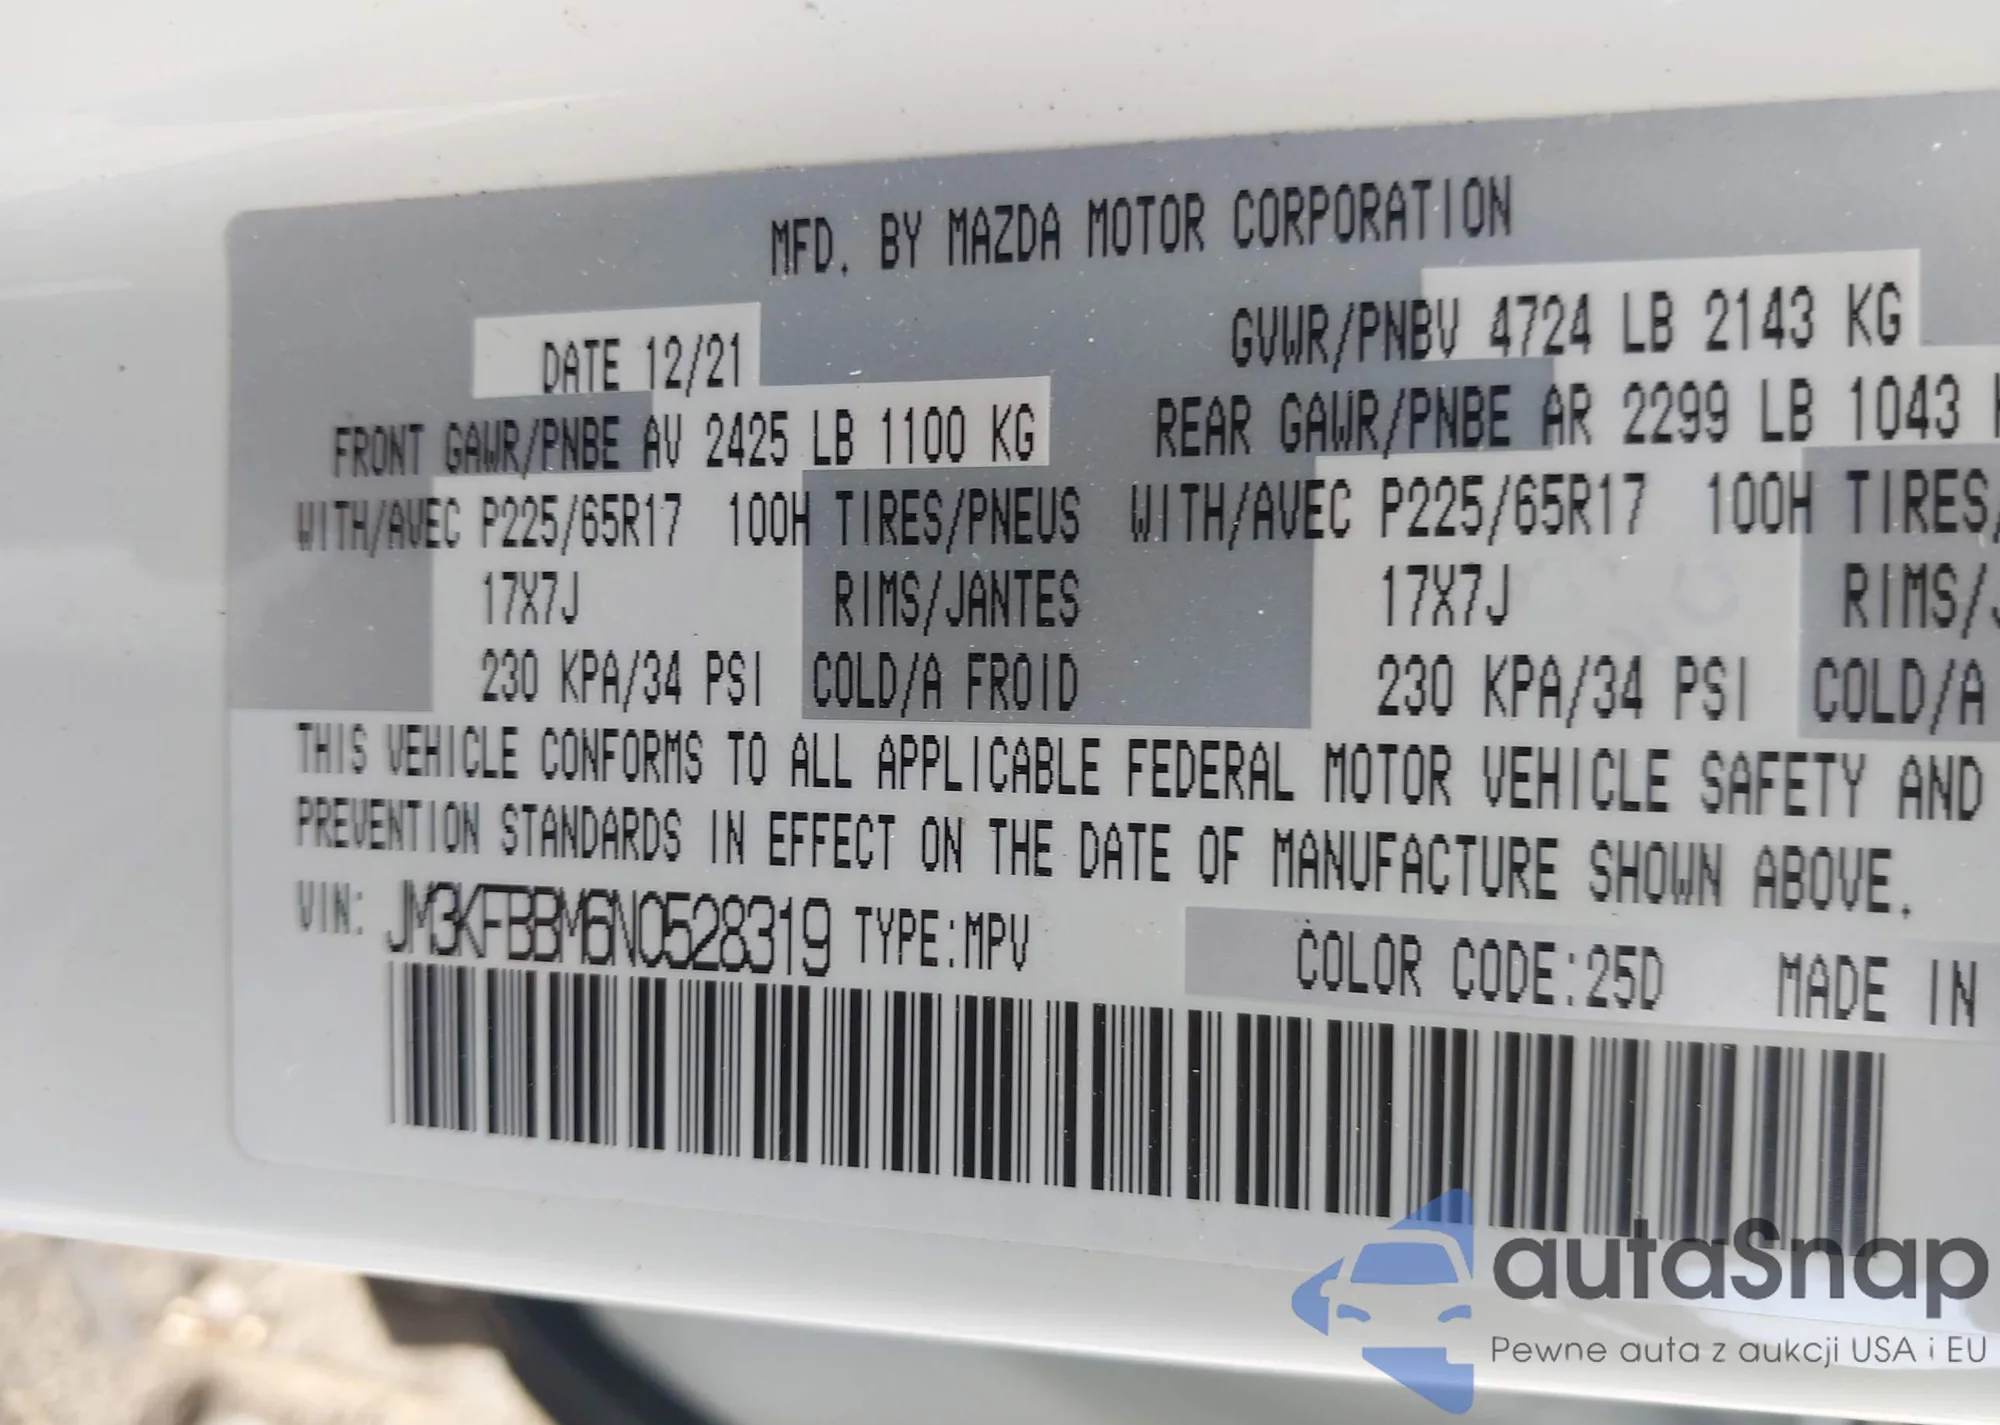 MFD. BY MAZDA MOTOR CORPORATION
DATE 12/21 GVWR/PNBV 4724 LB 2143 KG
FRONT GAWR/PNBE AV 2425 LB 1100 KG REAR GAWR/PNBE AR 2299 LB 1043
WITH/AVEC P225/65R17 100H TIRES/PNEUS WITH/AVEC P225/65R17 100H TIRES/
17X7J RIMS/JANTES 17X7J RIMS/
230 KPA/34 PSI COLD/A FROID 230 KPA/34 PSI COLD/A
THIS VEHICLE CONFORMS TO ALL APPLICABLE FEDERAL MOTOR VEHICLE SAFETY AND
PREVENTION STANDARDS IN EFFECT ON THE DATE OF MANUFACTURE SHOWN ABOVE.
VIN: JM3KFBBM6N0528319 TYPE:MPV COLOR CODE:25D MADE IN
autaSnap
Pewne auta z aukcji USA i EU